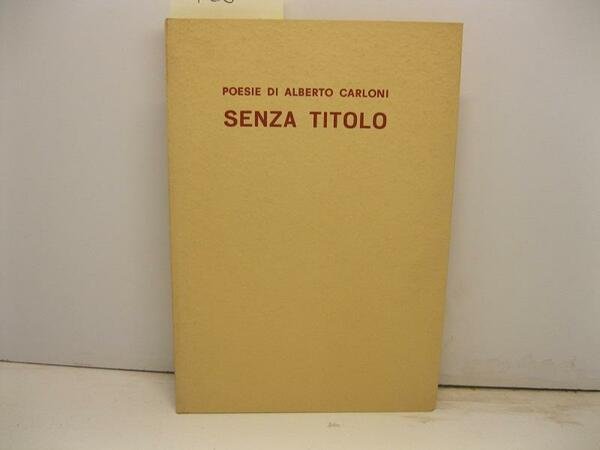 POESIE DI ALBERTO CARLONI
SENZA TITOLO